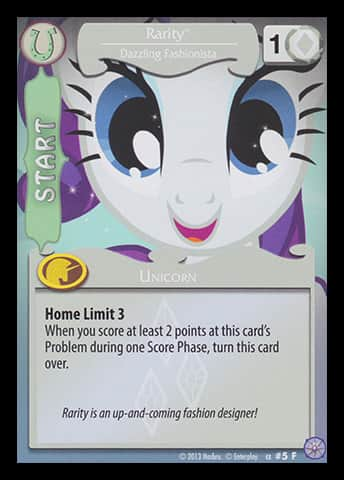 Rarity™
Dazzling Fashionista
1
START
UNICORN
Home Limit 3
When you score at least 2 points at this card's
Problem during one Score Phase, turn this card
over.
Rarity is an up-and-coming fashion designer!
© 2013 Hasbro. © Enterplay. α #5 F